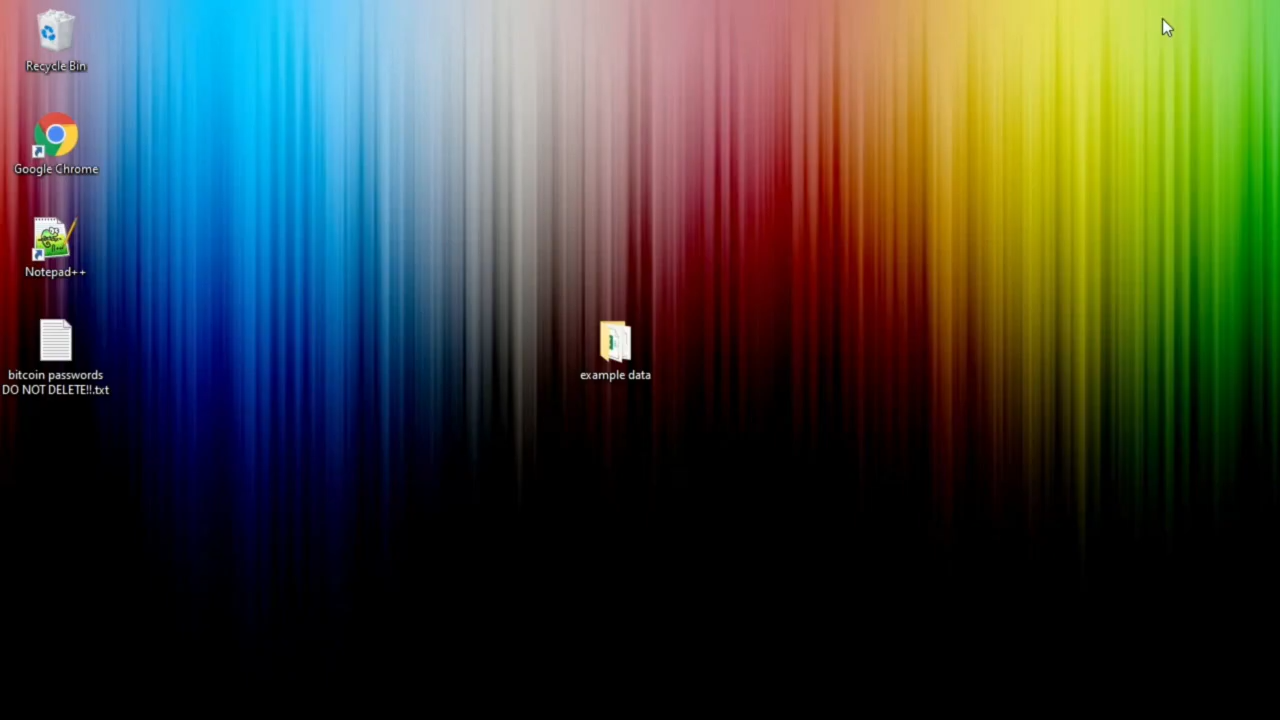 Recycle Bin
Google Chrome
Notepad++
bitcoin passwords
DO NOT DELETE!!.txt
example data